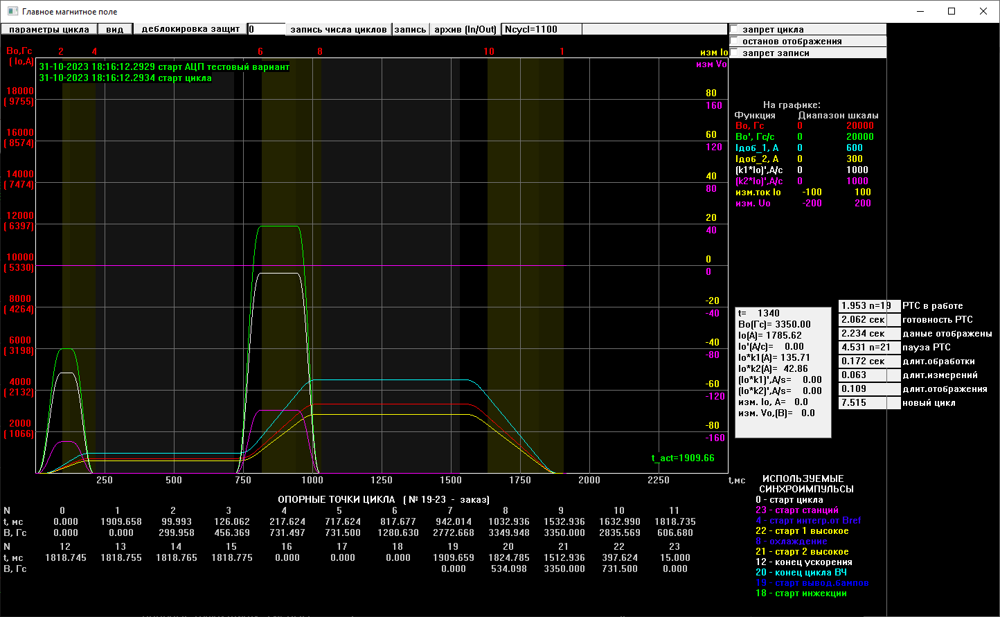 Главное магнитное поле
параметры цикла вид деблокировка защит 0 запись числа циклов запись архив (In/Out) Ncycl=1100
запрет цикла
останов отображения
запрет записи
Bo,Гс 2 4 6 8 10 1 изм Io
( Io,A) изм Vo
31-10-2023 18:16:12.2929 старт АЦП тестовый вариант
31-10-2023 18:16:12.2934 старт цикла
18000 80
( 9755) 160
16000 60
( 8574) 120
14000 40
( 7474) 80
12000 20
( 6397) 40
10000 0
( 5330) 0
8000 -20
( 4264) -40
6000 -40
( 3198) -80
4000 -60
( 2132) -120
2000 -80
( 1066) -160
t_act=1909.66
250 500 750 1000 1250 1500 1750 2000 2250 t,мс
На графике:
Функция Диапазон шкалы
Bo, Гс 0 20000
Bo', Гс/с 0 20000
Iдоб_1, A 0 600
Iдоб_2, A 0 300
(k1*Io)',A/c 0 1000
(k2*Io)',A/c 0 1000
изм.ток Io -100 100
изм. Uo -200 200
t= 1340
Bo(Гс)= 3350.00
Io(A)= 1785.62
Io'(A/c)= 0.00
Io*k1(A)= 135.71
Io*k2(A)= 42.86
(Io*k1)',A/s= 0.00
(Io*k2)',A/s= 0.00
изм. Io, A= 0.0
изм. Vo,(B)= 0.0
1.953 n=19 РТС в работе
2.062 сек готовность РТС
2.234 сек даные отображены
4.531 n=21 пауза РТС
0.172 сек длит.обработки
0.063 длит.измерений
0.109 длит.отображения
7.515 новый цикл
ОПОРНЫЕ ТОЧКИ ЦИКЛА ( № 19-23 - заказ)
N 0 1 2 3 4 5 6 7 8 9 10 11
t, мс 0.000 1909.658 99.993 126.062 217.624 717.624 817.677 942.014 1032.936 1532.936 1632.990 1818.735
B, Гс 0.000 0.000 299.958 456.369 731.497 731.500 1280.630 2772.668 3349.948 3350.000 2835.569 606.680
N 12 13 14 15 16 17 18 19 20 21 22 23
t, мс 1818.745 1818.755 1818.765 1818.775 0.000 0.000 0.000 1909.659 1824.785 1512.936 397.624 15.000
B, Гс 0.000 534.098 3350.000 731.500 0.000
ИСПОЛЬЗУЕМЫЕ
СИНХРОИМПУЛЬСЫ
0 - старт цикла
23 - старт станций
4 - старт интегр.от Bref
22 - старт 1 высокое
8 - охлаждение
21 - старт 2 высокое
12 - конец ускорения
20 - конец цикла ВЧ
19 - старт вывод.бампов
18 - старт инжекции